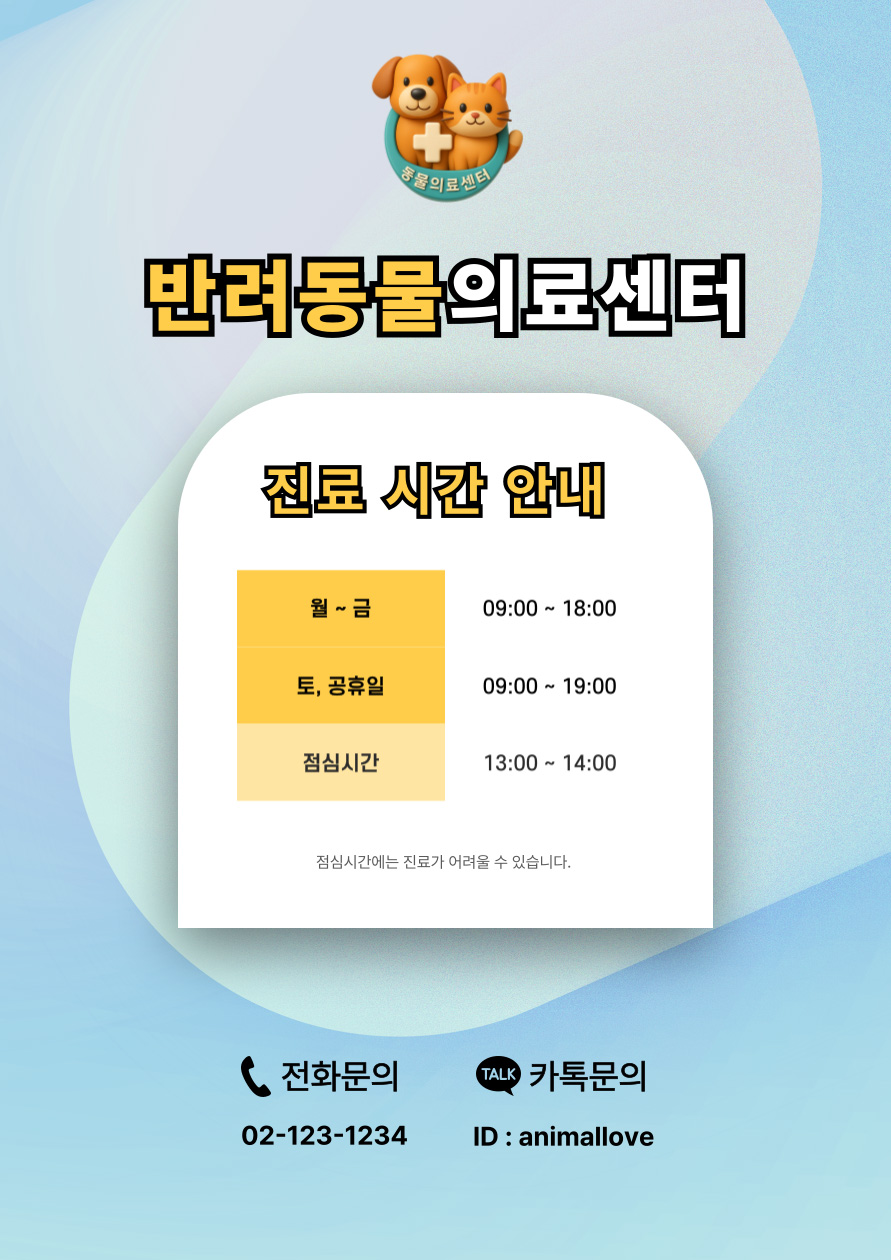 동물의료센터
반려동물의료센터
진료 시간 안내
월 ~ 금 09:00 ~ 18:00
토, 공휴일 09:00 ~ 19:00
점심시간 13:00 ~ 14:00
점심시간에는 진료가 어려울 수 있습니다.
전화문의 TALK 카톡문의
02-123-1234 ID : animallove